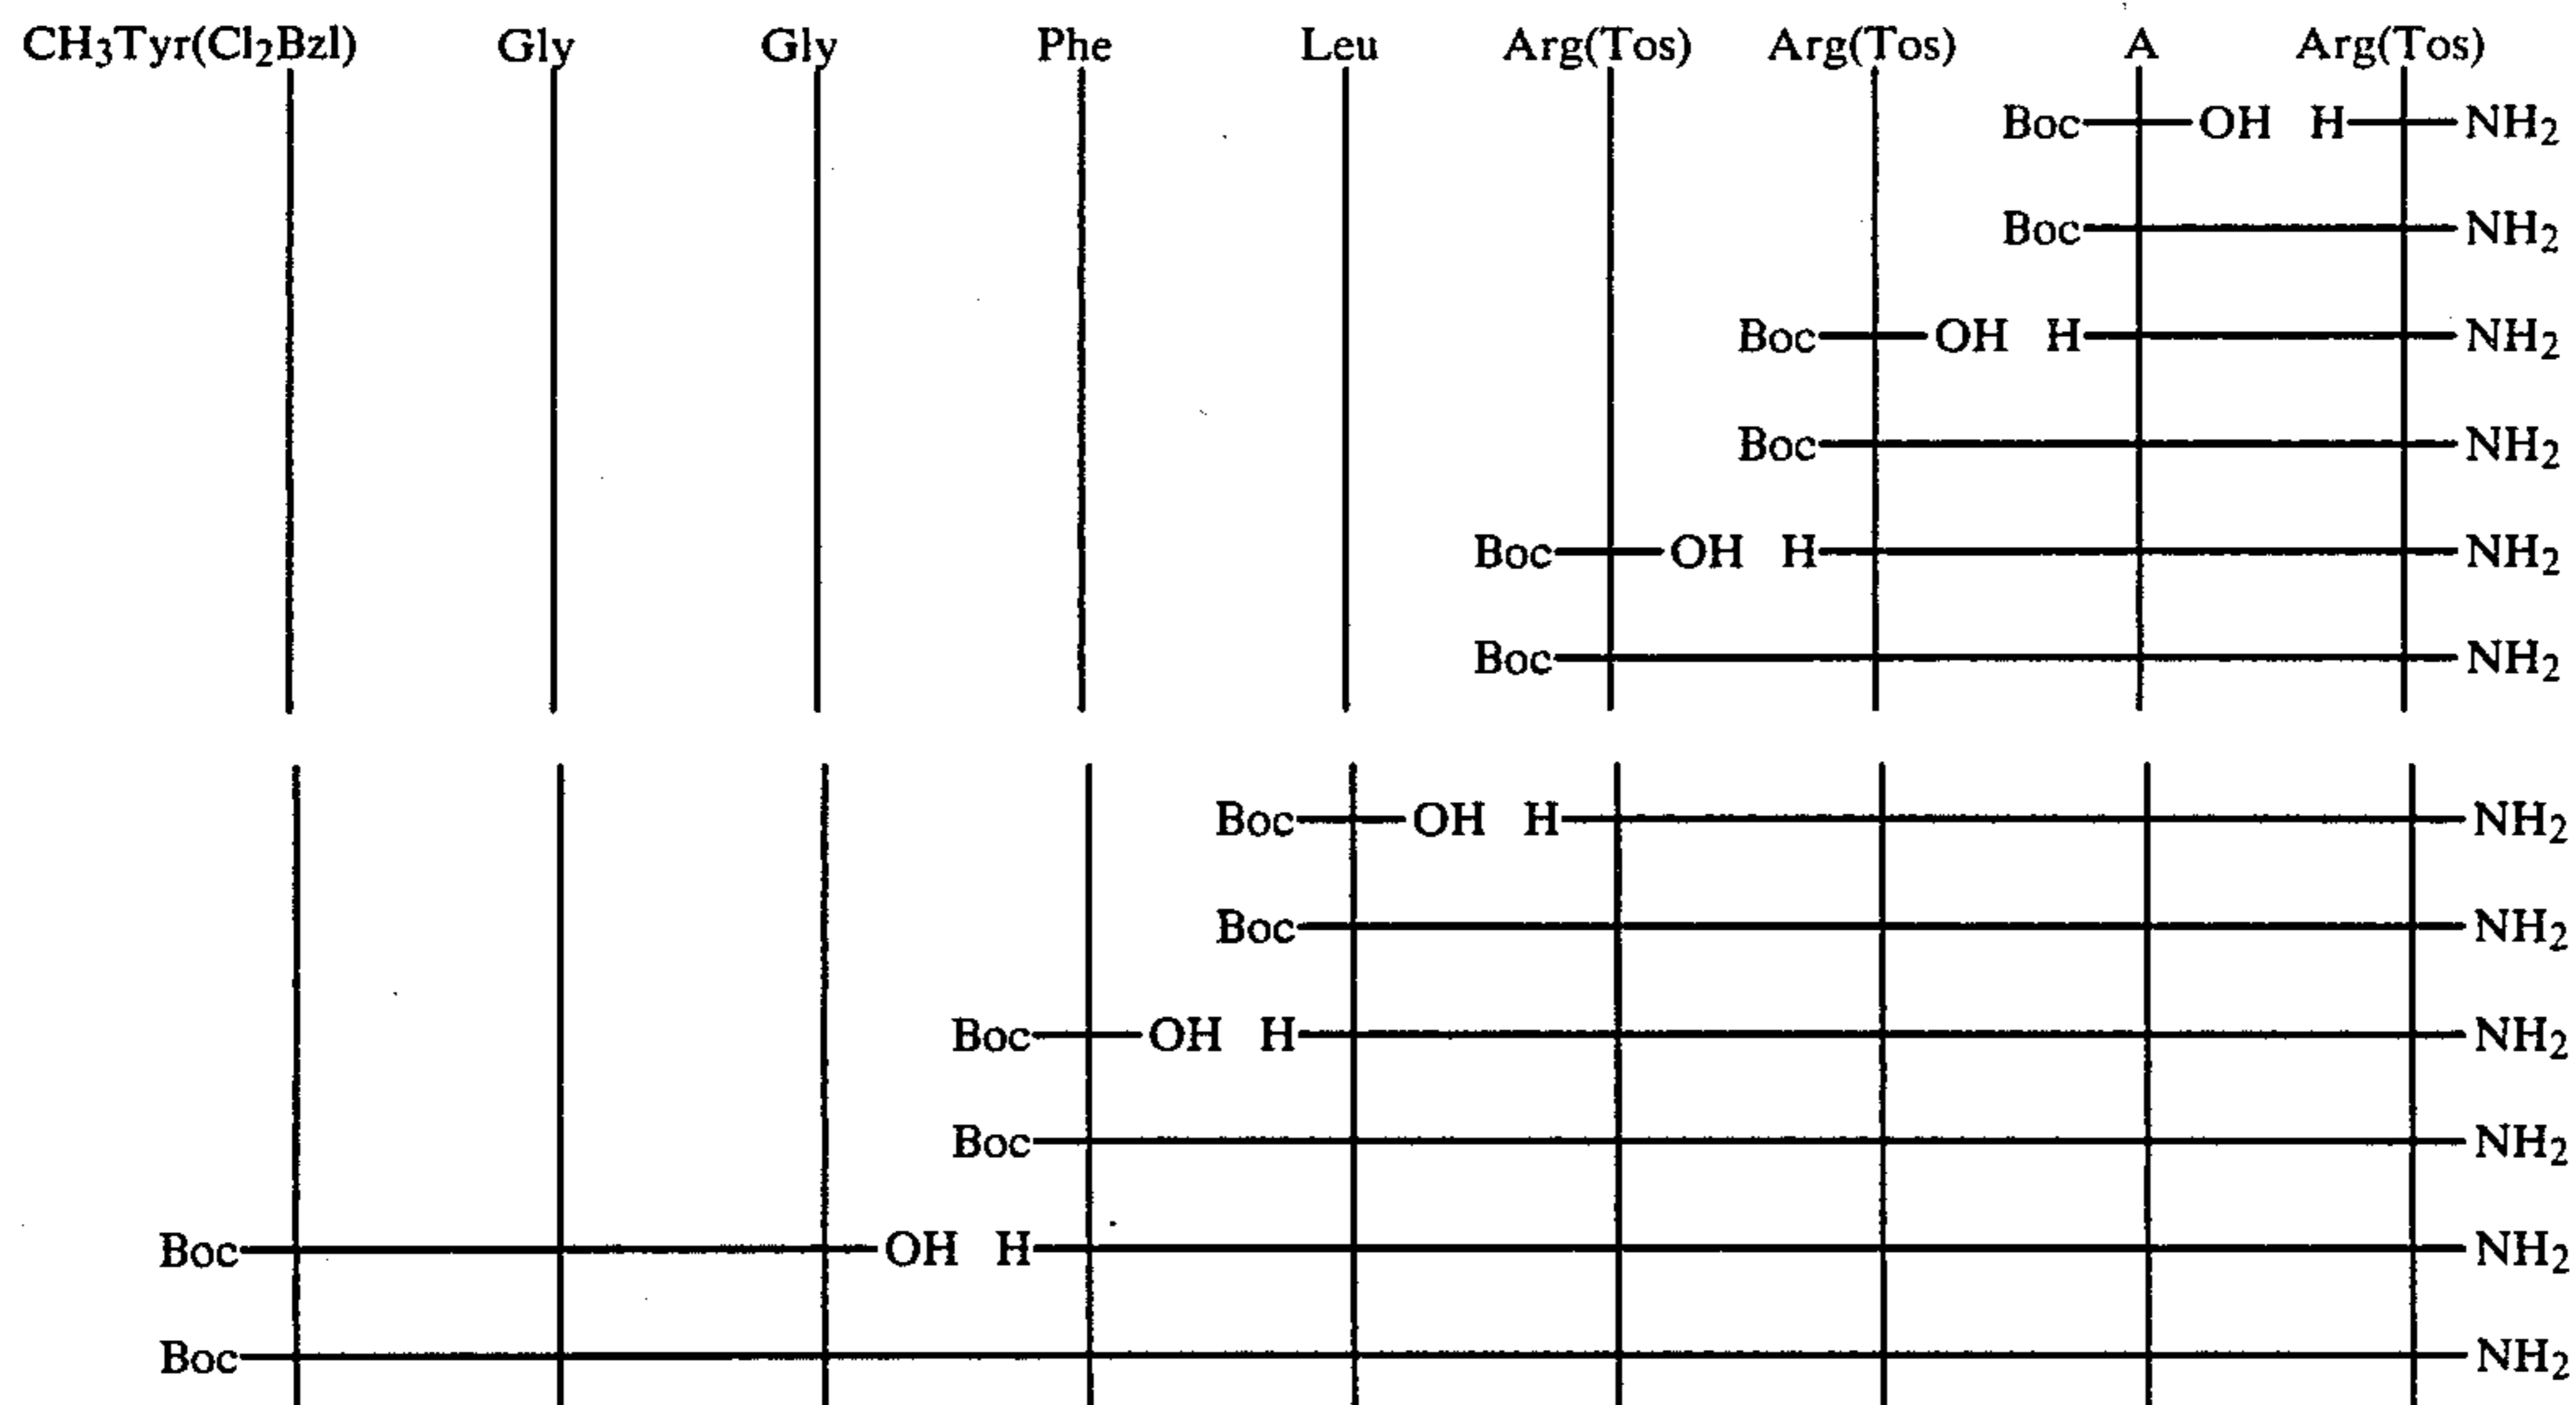 CH₃Tyr(Cl₂Bzl) Gly Gly Phe Leu Arg(Tos) Arg(Tos) A Arg(Tos)
Boc OH H NH₂
Boc NH₂
Boc OH H NH₂
Boc NH₂
Boc OH H NH₂
Boc NH₂
Boc OH H NH₂
Boc NH₂
Boc OH H NH₂
Boc NH₂
Boc OH H NH₂
Boc NH₂